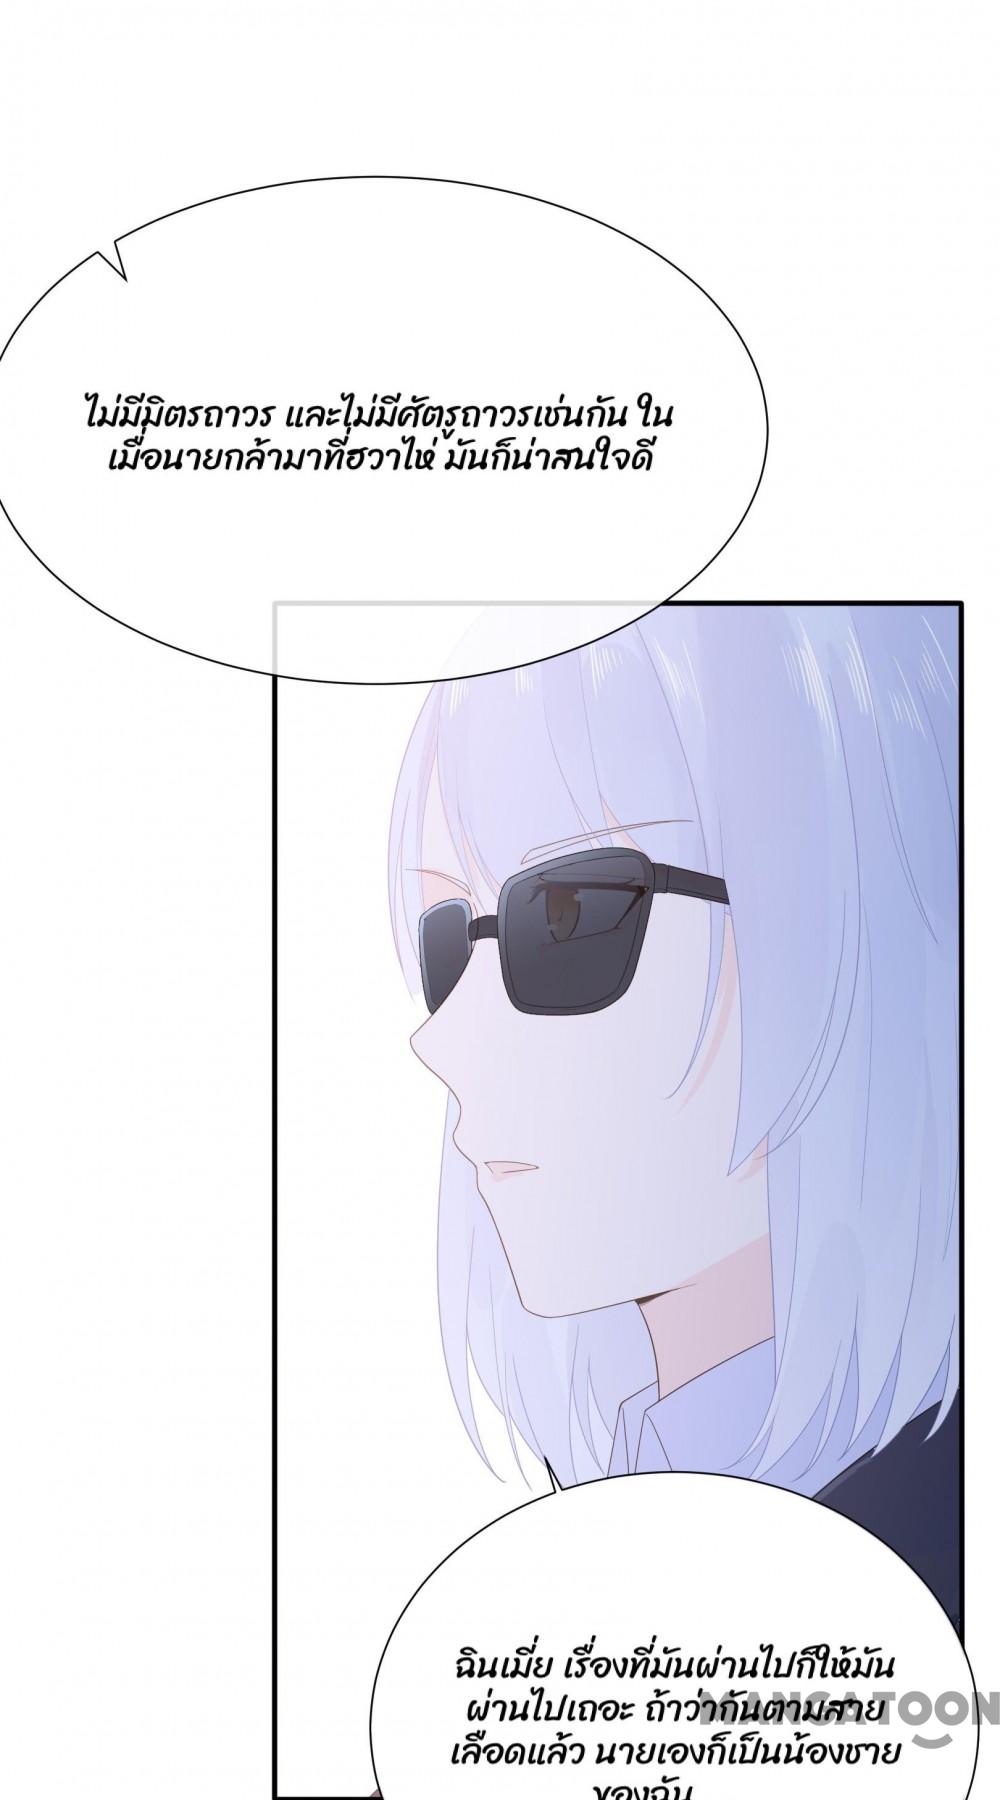 ไม่มีมิตรถาวร และไม่มีศัตรูถาวรเช่นกัน ใน
เมื่อนายกล้ามาที่ฮวาไห่ มันก็น่าสนใจดี
ฉินเมี่ย เรื่องที่มันผ่านไปก็ให้มัน
ผ่านไปเถอะ ถ้าว่ากันตามสาย
MANGATOON
เลือดแล้ว นายเองก็เป็นน้องชาย
ของฉัน